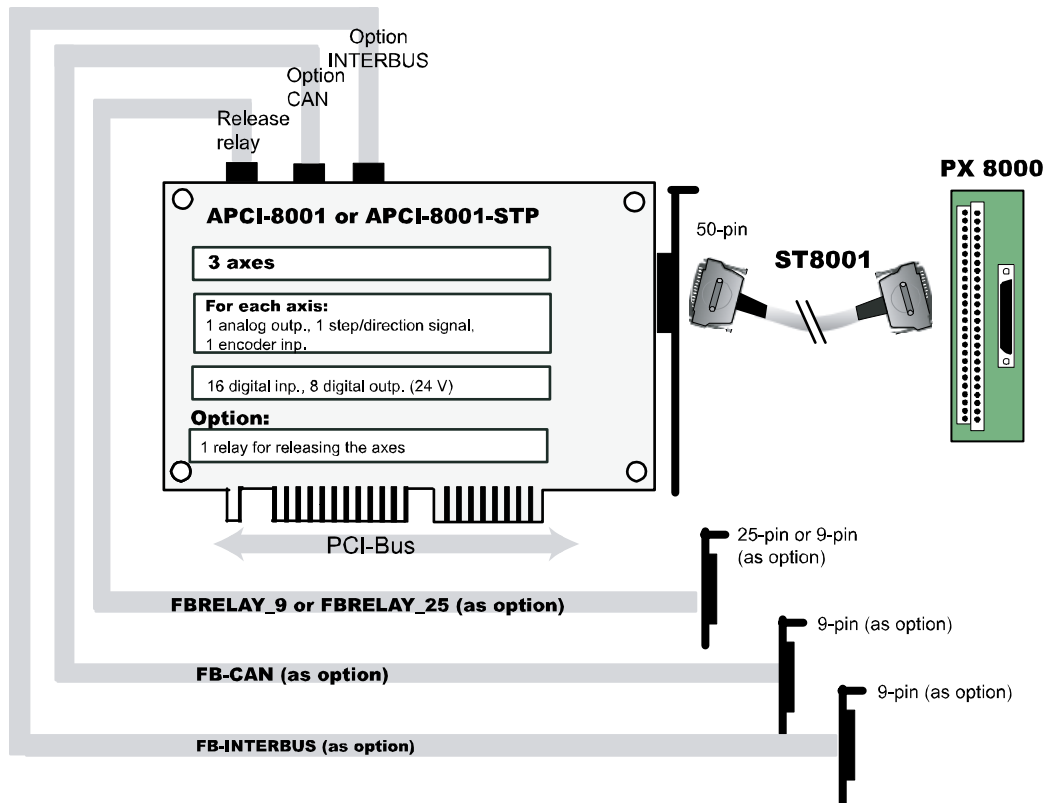 Option
INTERBUS
Option
CAN
Release
relay
APCI-8001 or APCI-8001-STP
3 axes
For each axis:
1 analog outp., 1 step/direction signal,
1 encoder inp.
16 digital inp., 8 digital outp. (24 V)
Option:
1 relay for releasing the axes
PCI-Bus
50-pin
ST8001
PX 8000
25-pin or 9-pin
(as option)
FBRELAY_9 or FBRELAY_25 (as option)
9-pin (as option)
FB-CAN (as option)
9-pin (as option)
FB-INTERBUS (as option)